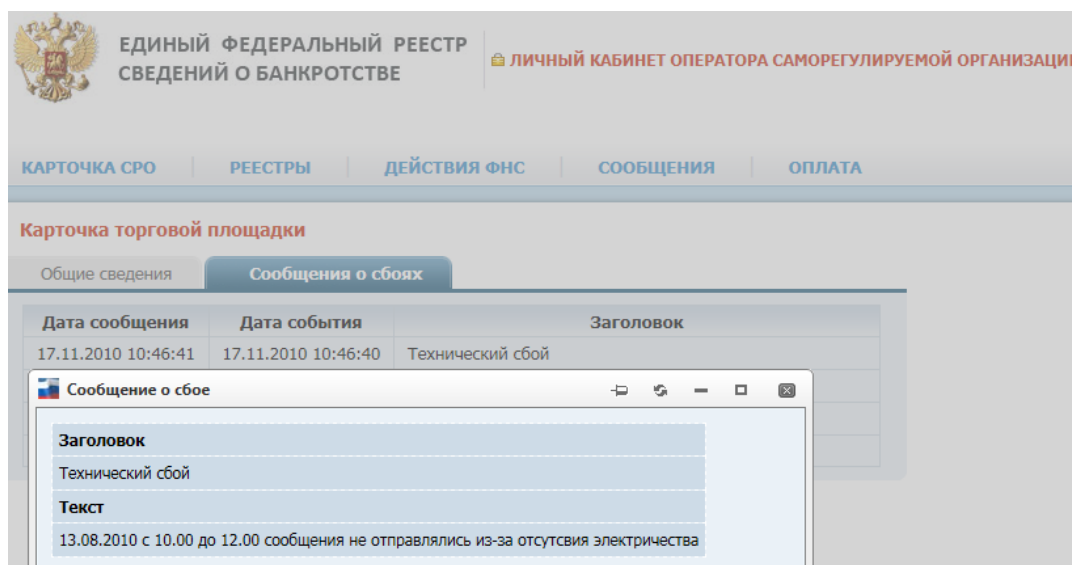 ЕДИНЫЙ ФЕДЕРАЛЬНЫЙ РЕЕСТР
СВЕДЕНИЙ О БАНКРОТСТВЕ
ЛИЧНЫЙ КАБИНЕТ ОПЕРАТОРА САМОРЕГУЛИРУЕМОЙ ОРГАНИЗАЦИ
КАРТОЧКА СРО РЕЕСТРЫ ДЕЙСТВИЯ ФНС СООБЩЕНИЯ ОПЛАТА
Карточка торговой площадки
Общие сведения Сообщения о сбоях
Дата сообщения Дата события Заголовок
17.11.2010 10:46:41 17.11.2010 10:46:40 Технический сбой
Сообщение о сбое
Заголовок
Технический сбой
Текст
13.08.2010 с 10.00 до 12.00 сообщения не отправлялись из-за отсутсвия электричества